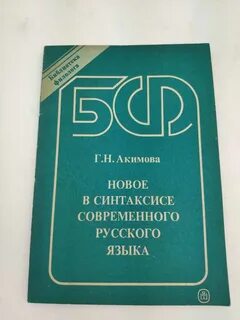 Библиотека
филолога
БФ
Г.Н. Акимова
НОВОЕ
В СИНТАКСИСЕ
СОВРЕМЕННОГО
РУССКОГО
ЯЗЫКА